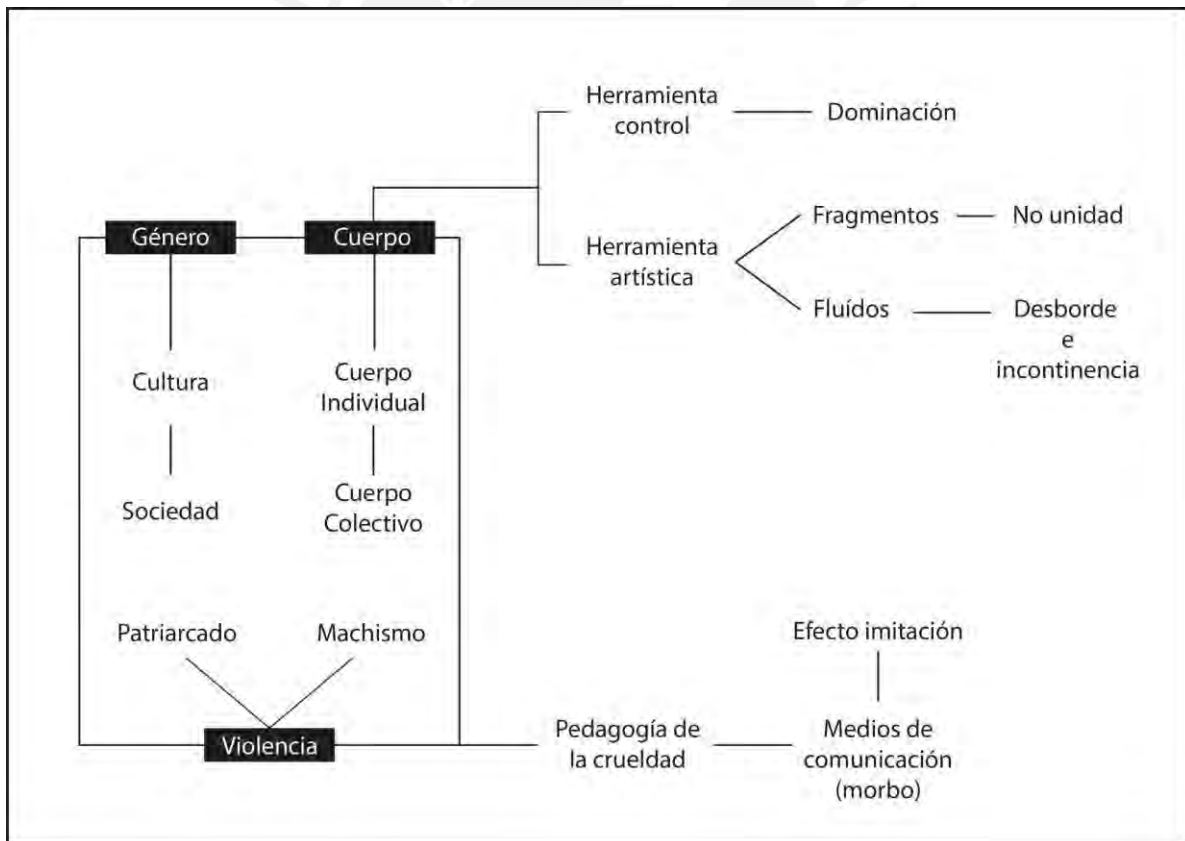 Herramienta
control
Dominación
Género
Cuerpo
Fragmentos
No unidad
Herramienta
artística
Fluídos
Desborde
e
incontinencia
Cultura
Cuerpo
Individual
Sociedad
Cuerpo
Colectivo
Patriarcado
Machismo
Efecto imitación
Violencia
Pedagogía de
la crueldad
Medios de
comunicación
(morbo)